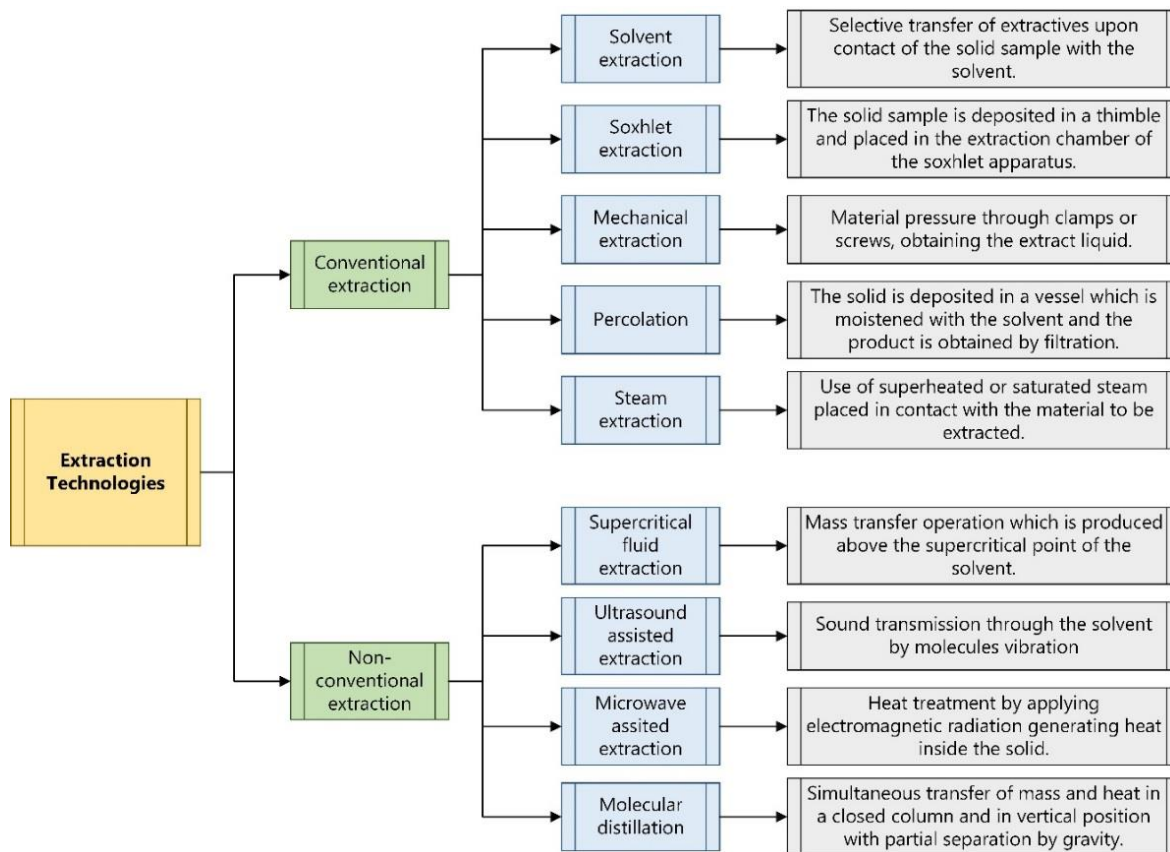 Extraction
Technologies
Conventional
extraction
Solvent
extraction
Selective transfer of extractives upon
contact of the solid sample with the
solvent.
Soxhlet
extraction
The solid sample is deposited in a thimble
and placed in the extraction chamber of
the soxhlet apparatus.
Mechanical
extraction
Material pressure through clamps or
screws, obtaining the extract liquid.
Percolation
The solid is deposited in a vessel which is
moistened with the solvent and the
product is obtained by filtration.
Steam
extraction
Use of superheated or saturated steam
placed in contact with the material to be
extracted.
Non-
conventional
extraction
Supercritical
fluid
extraction
Mass transfer operation which is produced
above the supercritical point of the
solvent.
Ultrasound
assisted
extraction
Sound transmission through the solvent
by molecules vibration
Microwave
assited
extraction
Heat treatment by applying
electromagnetic radiation generating heat
inside the solid.
Molecular
distillation
Simultaneous transfer of mass and heat in
a closed column and in vertical position
with partial separation by gravity.